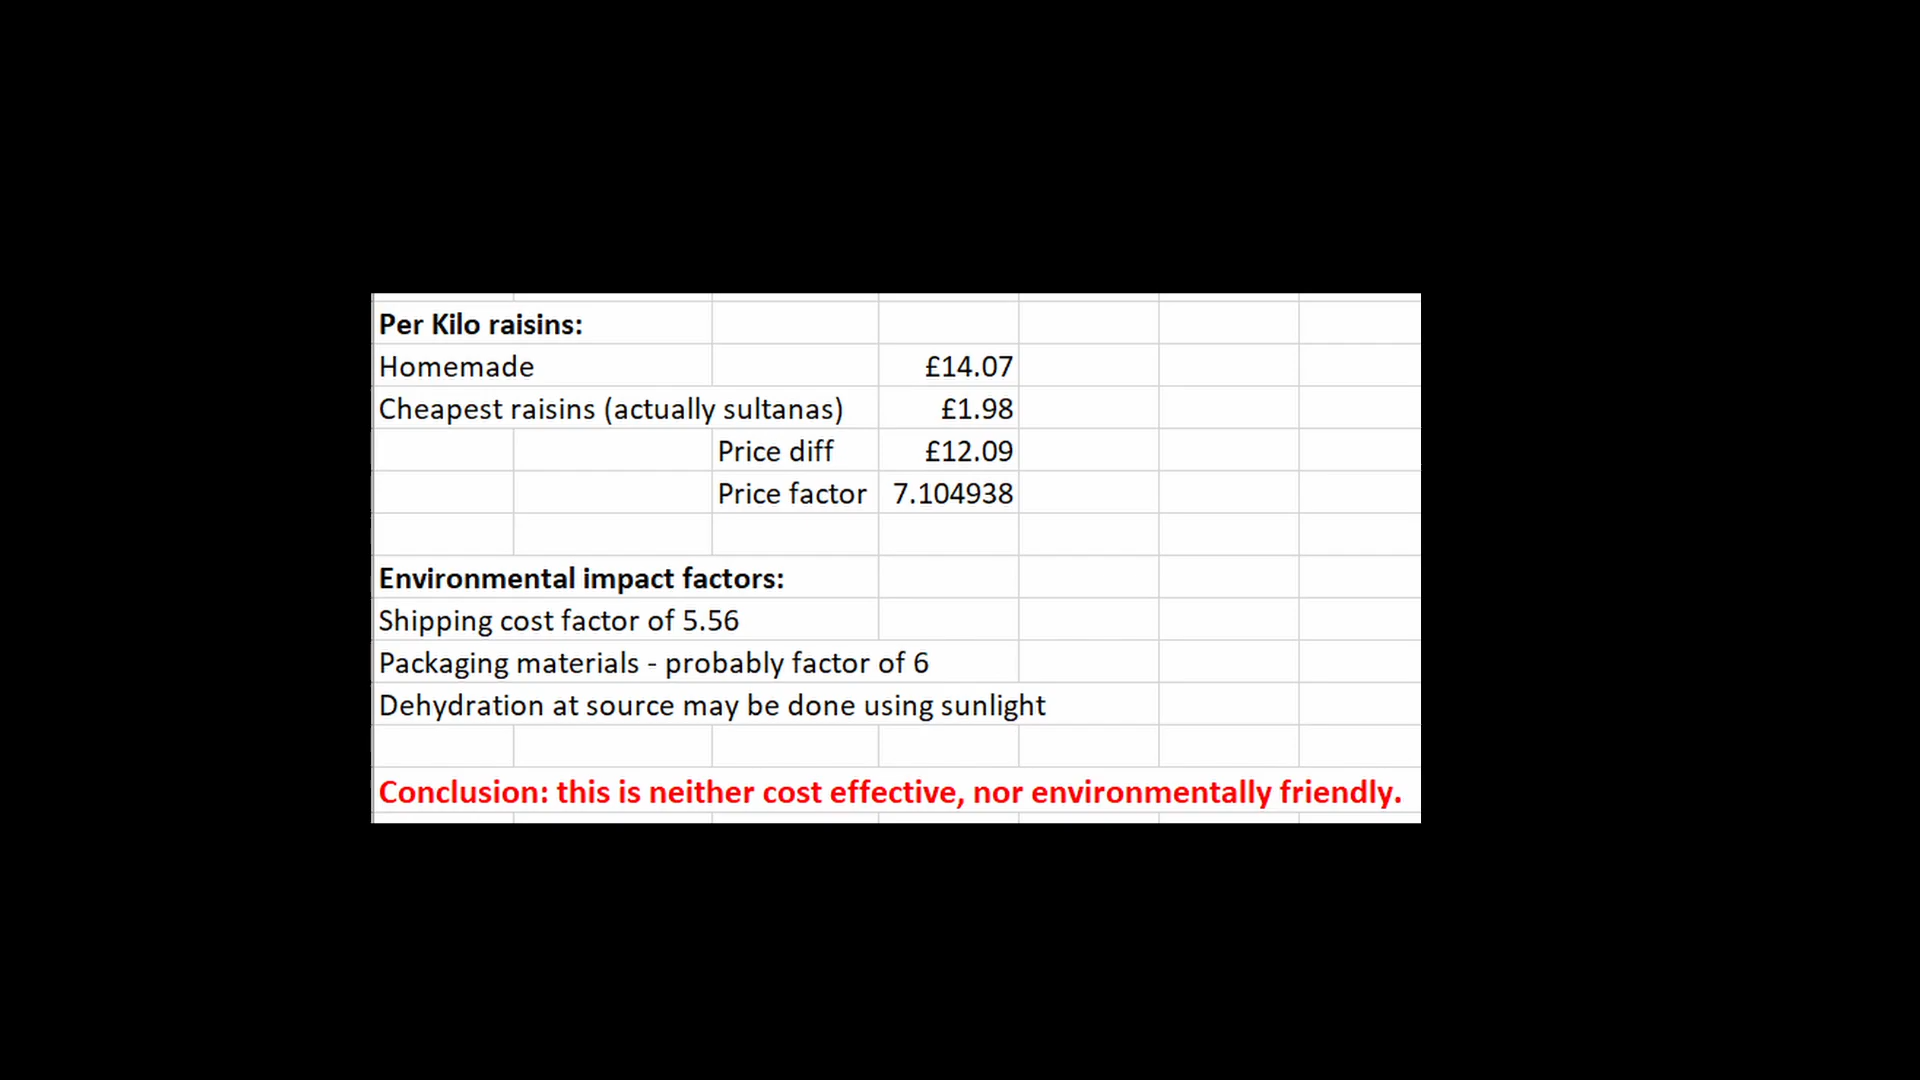 Per Kilo raisins:
Homemade £14.07
Cheapest raisins (actually sultanas) £1.98
Price diff £12.09
Price factor 7.104938
Environmental impact factors:
Shipping cost factor of 5.56
Packaging materials - probably factor of 6
Dehydration at source may be done using sunlight
Conclusion: this is neither cost effective, nor environmentally friendly.